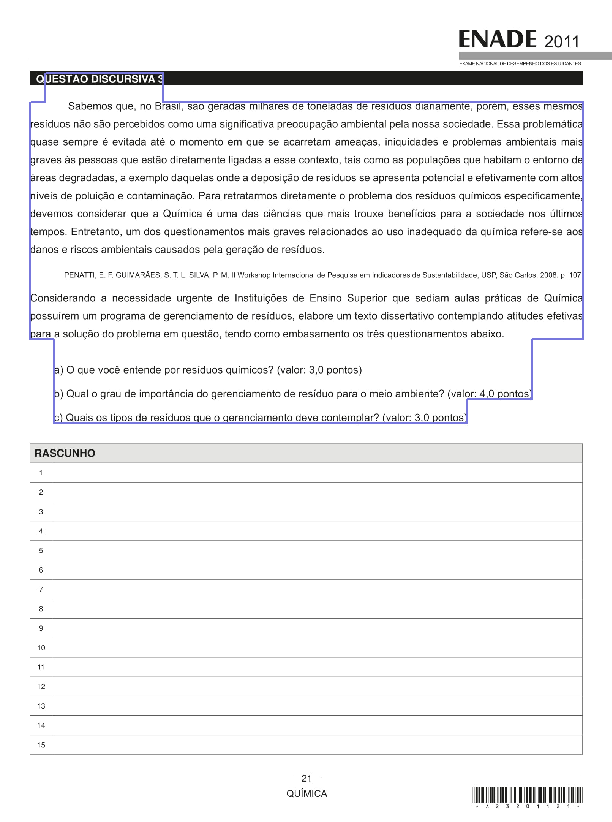 ENADE 2011
EXAME NACIONAL DE DESEMPENHO DOS ESTUDANTES
QUESTÃO DISCURSIVA 3
Sabemos que, no Brasil, são geradas milhares de toneladas de resíduos diariamente, porém, esses mesmos
resíduos não são percebidos como uma significativa preocupação ambiental pela nossa sociedade. Essa problemática
quase sempre é evitada até o momento em que se acarretam ameaças, iniquidades e problemas ambientais mais
graves às pessoas que estão diretamente ligadas a esse contexto, tais como as populações que habitam o entorno de
áreas degradadas, a exemplo daquelas onde a deposição de resíduos se apresenta potencial e efetivamente com altos
níveis de poluição e contaminação. Para retratarmos diretamente o problema dos resíduos químicos especificamente,
devemos considerar que a Química é uma das ciências que mais trouxe benefícios para a sociedade nos últimos
tempos. Entretanto, um dos questionamentos mais graves relacionados ao uso inadequado da química refere-se aos
danos e riscos ambientais causados pela geração de resíduos.
PENATTI, E. F. GUIMARÃES, S. T. L. SILVA, P. M. II Workshop Internacional de Pesquisa em Indicadores de Sustentabilidade, USP, São Carlos, 2008. p. 107.
Considerando a necessidade urgente de Instituições de Ensino Superior que sediam aulas práticas de Química
possuírem um programa de gerenciamento de resíduos, elabore um texto dissertativo contemplando atitudes efetivas
para a solução do problema em questão, tendo como embasamento os três questionamentos abaixo.
a) O que você entende por resíduos químicos? (valor: 3,0 pontos)
b) Qual o grau de importância do gerenciamento de resíduo para o meio ambiente? (valor: 4,0 pontos)
c) Quais os tipos de resíduos que o gerenciamento deve contemplar? (valor: 3,0 pontos)
RASCUNHO
1
2
3
4
5
6
7
8
9
10
11
12
13
14
15
21
QUÍMICA